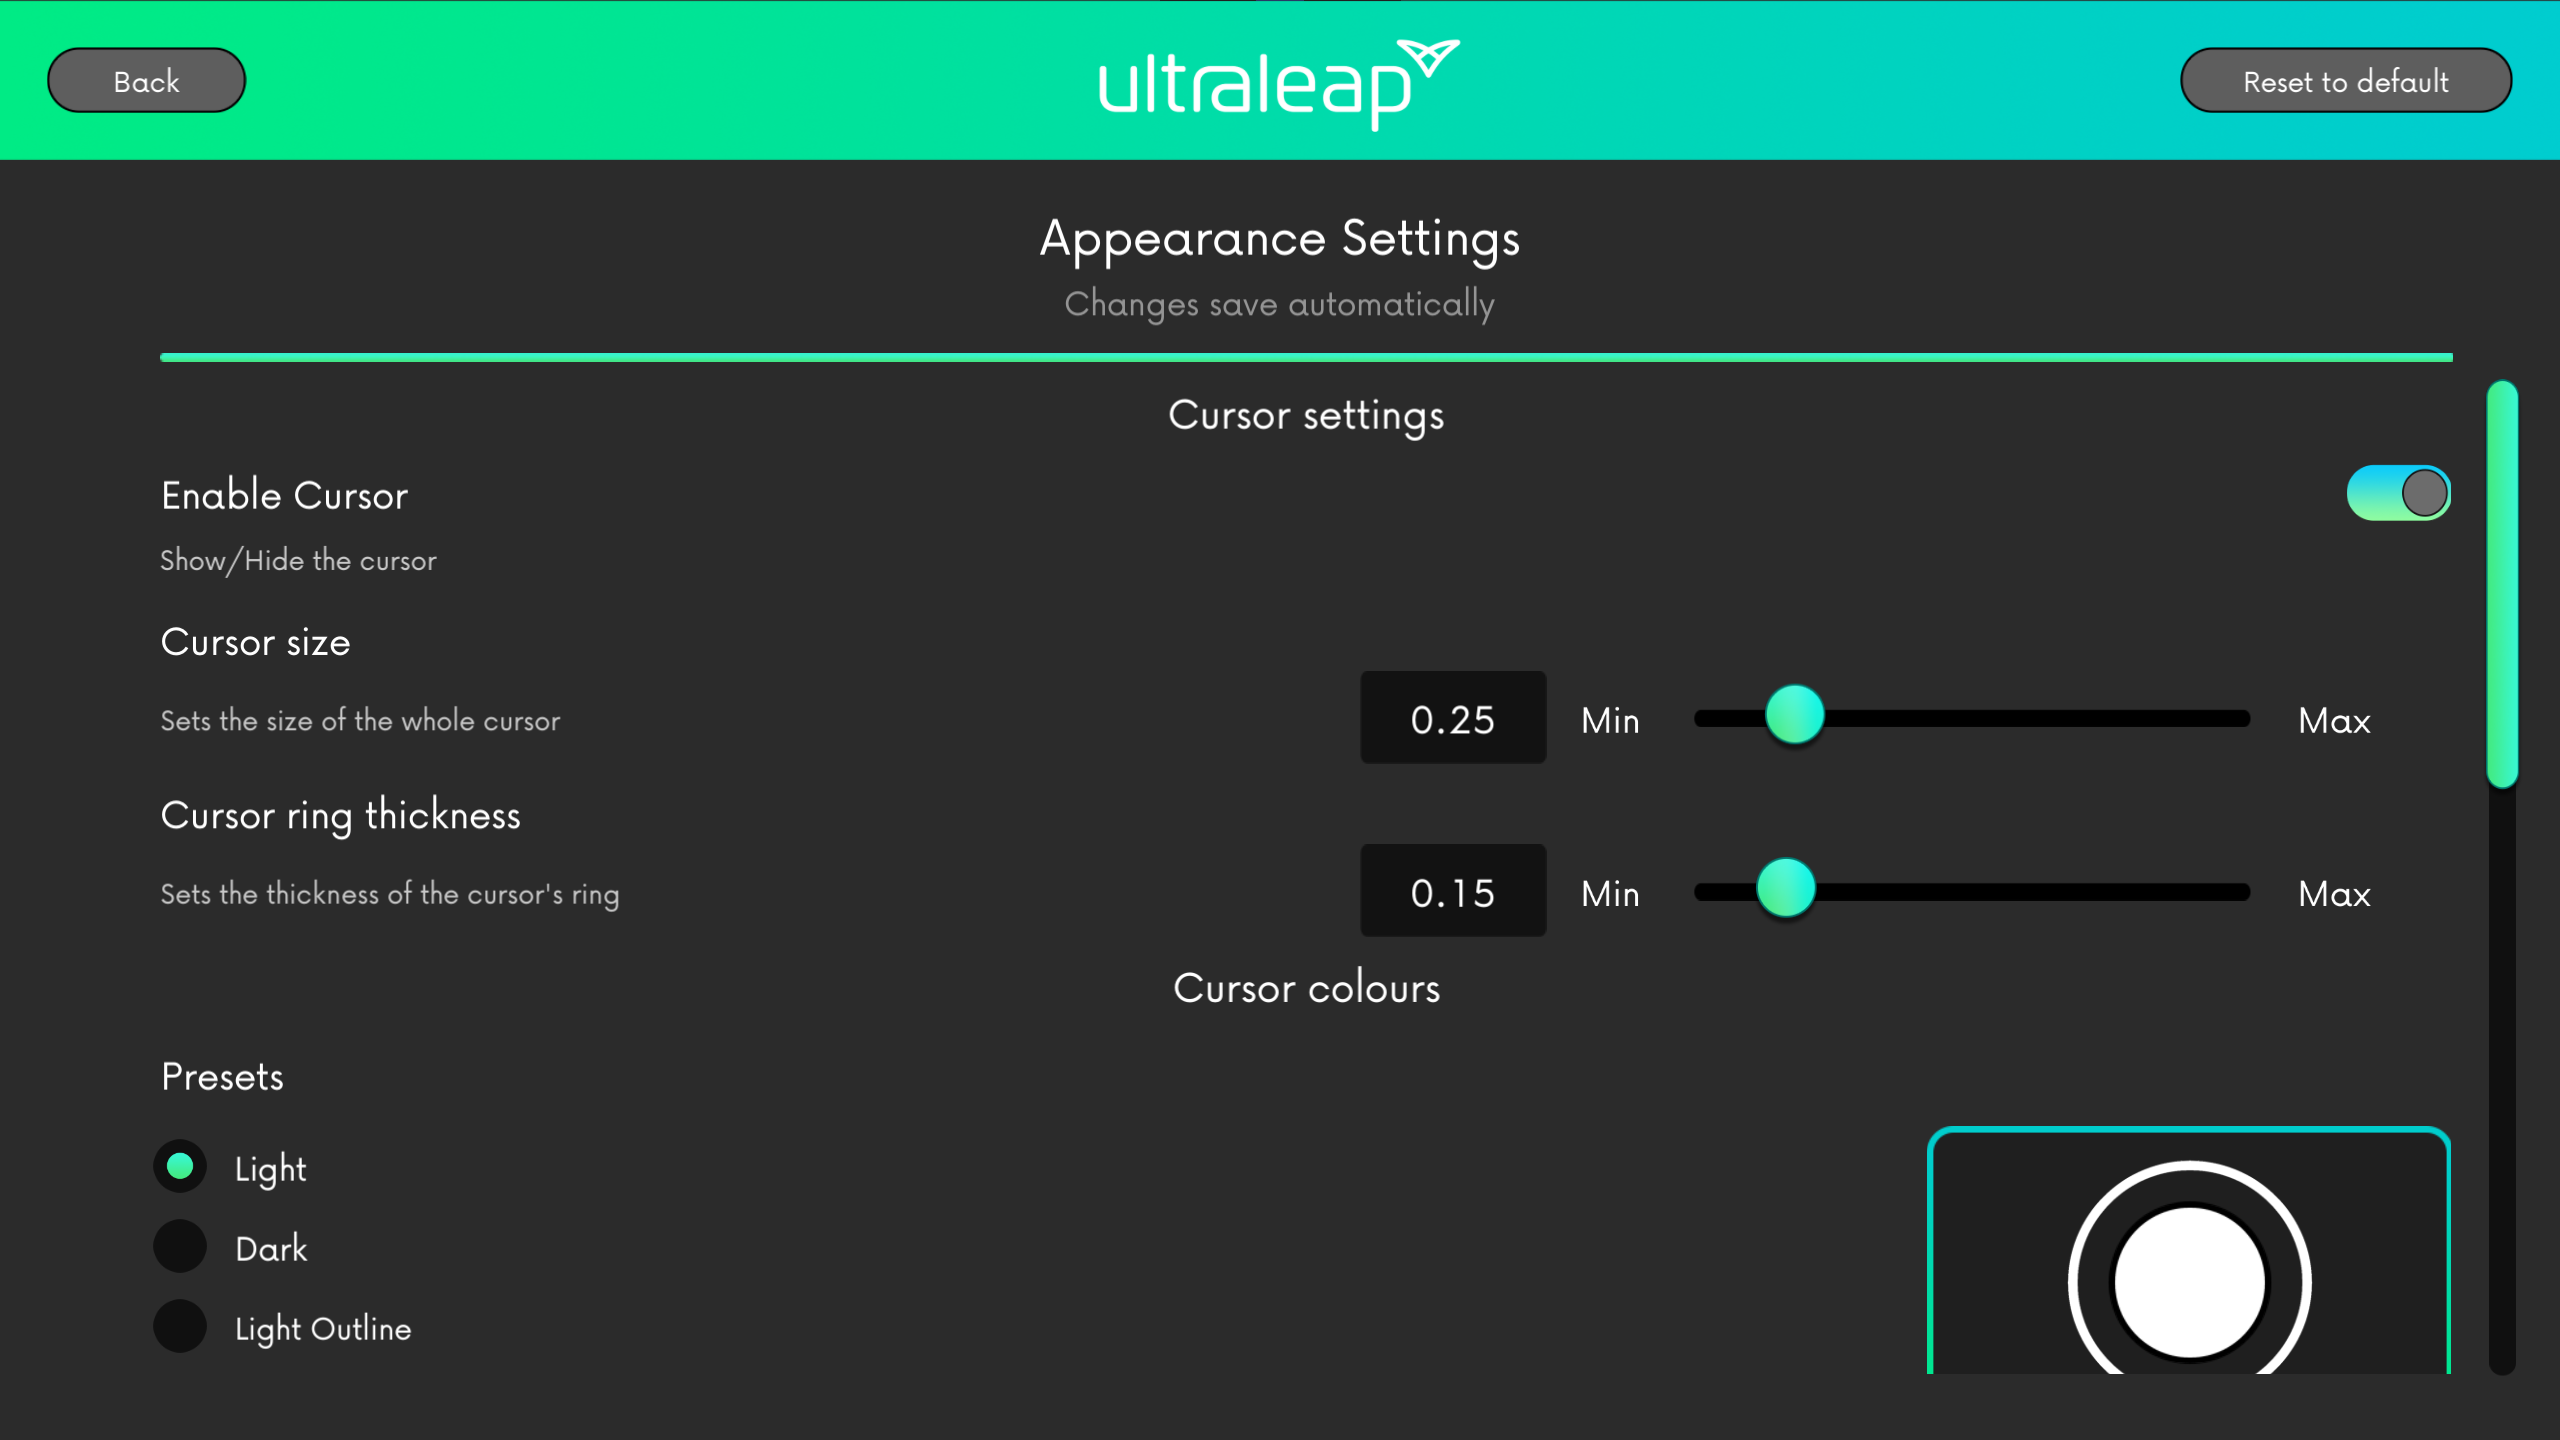 Back
ultraleap
Reset to default
Appearance Settings
Changes save automatically
Cursor settings
Enable Cursor
Show/Hide the cursor
Cursor size
Sets the size of the whole cursor
0.25
Min
Max
Cursor ring thickness
Sets the thickness of the cursor's ring
0.15
Min
Max
Cursor colours
Presets
Light
Dark
Light Outline